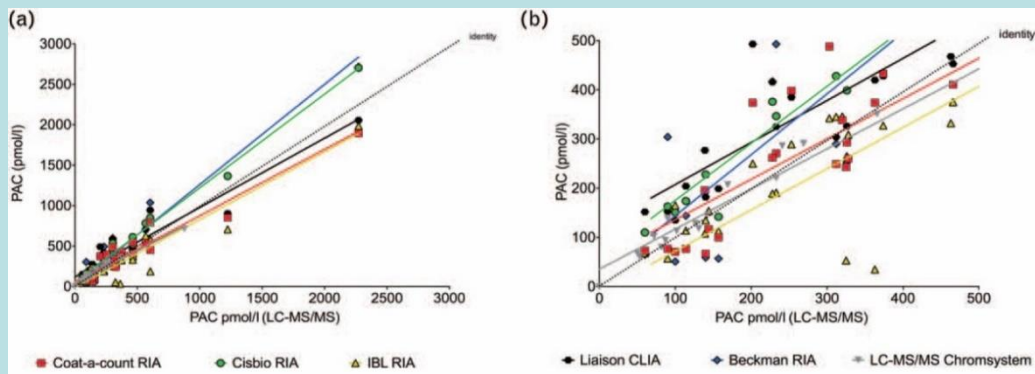 (a)
(b)
identity
identity
3000
2500
2000
1500
1000
500
0
PAC (pmol/l)
0
500
1000
1500
2000
2500
3000
PAC pmol/l (LC-MS/MS)
500
400
300
200
100
0
PAC (pmol/l)
0
100
200
300
400
500
PAC pmol/l (LC-MS/MS)
Coat-a-count RIA
Cisbio RIA
IBL RIA
Liaison CLIA
Beckman RIA
LC-MS/MS Chromsystem